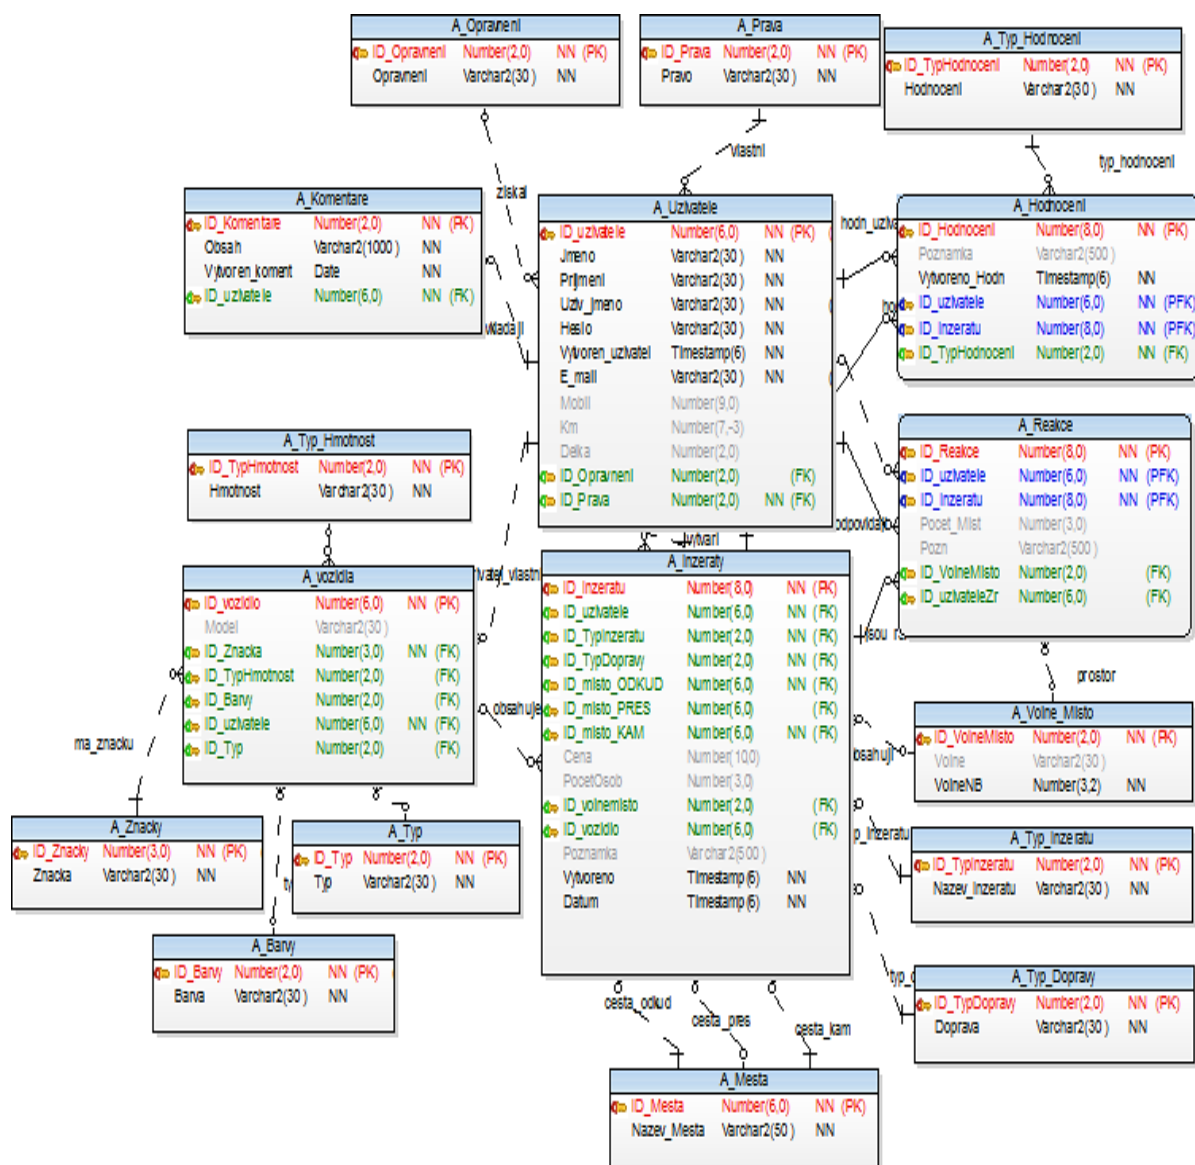 A_Opravneni
ID_Opravneni Number(2,0) NN (PK)
Opravneni Varchar2(30) NN
A_Prava
ID_Prava Number(2,0) NN (PK)
Pravo Varchar2(30) NN
A_Typ_Hodnoceni
ID_TypHodnoceni Number(2,0) NN (PK)
Hodnoceni Varchar2(30) NN
vlastni
typ_hodnoceni
ziskal
A_Komentare
ID_Komentare Number(2,0) NN (PK)
Obsah Varchar2(1000) NN
Vytvoren_koment Date NN
ID_uzivatele Number(6,0) NN (FK)
vkladaji
A_Uzivatele
ID_uzivatele Number(6,0) NN (PK)
Jmeno Varchar2(30) NN
Prijmeni Varchar2(30) NN
Uziv_jmeno Varchar2(30) NN
Heslo Varchar2(30) NN
Vytvoren_uzivatel Timestamp(6) NN
E_mail Varchar2(30) NN
Mobil Number(9,0)
Km Number(7,-3)
Delka Number(2,0)
ID_Opravneni Number(2,0) (FK)
ID_Prava Number(2,0) NN (FK)
hodn_uziv
A_Hodnoceni
ID_Hodnoceni Number(8,0) NN (PK)
Poznamka Varchar2(500)
Vytvoreno_Hodn Timestamp(6) NN
ID_uzivatele Number(6,0) NN (PFK)
ID_Inzeratu Number(8,0) NN (PFK)
ID_TypHodnoceni Number(2,0) NN (FK)
A_Reakce
ID_Reakce Number(8,0) NN (PK)
ID_uzivatele Number(6,0) NN (PFK)
ID_Inzeratu Number(8,0) NN (PFK)
Pocet_Mist Number(3,0)
Pozn Varchar2(500)
ID_VolneMisto Number(2,0) (FK)
ID_uzivateleZr Number(6,0) (FK)
odpovidaji
vytvari
jsou
prostor
A_Typ_Hmotnost
ID_TypHmotnost Number(2,0) NN (PK)
Hmotnost Varchar2(30) NN
A_vozidla
ID_vozidlo Number(6,0) NN (PK)
Model Varchar2(30)
ID_Znacka Number(3,0) NN (FK)
ID_TypHmotnost Number(2,0) (FK)
ID_Barvy Number(2,0) (FK)
ID_uzivatele Number(6,0) NN (FK)
ID_Typ Number(2,0) (FK)
ivatel_vlastni
obsahuje
ma_znacku
A_Inzeraty
ID_Inzeratu Number(8,0) NN (PK)
ID_uzivatele Number(6,0) NN (FK)
ID_TypInzeratu Number(2,0) NN (FK)
ID_TypDopravy Number(2,0) NN (FK)
ID_misto_ODKUD Number(6,0) NN (FK)
ID_misto_PRES Number(6,0) (FK)
ID_misto_KAM Number(6,0) NN (FK)
Cena Number(10,0)
PocetOsob Number(3,0)
ID_volnemisto Number(2,0) (FK)
ID_vozidlo Number(6,0) (FK)
Poznamka Varchar2(500)
Vytvoreno Timestamp(6) NN
Datum Timestamp(6) NN
A_Volne_Misto
ID_VolneMisto Number(2,0) NN (PK)
Volne Varchar2(30)
VolneNB Number(3,2) NN
obsahuji
A_Typ_Inzeratu
ID_TypInzeratu Number(2,0) NN (PK)
Nazev_Inzeratu Varchar2(30) NN
p_Inzeratu
A_Typ_Dopravy
ID_TypDopravy Number(2,0) NN (PK)
Doprava Varchar2(30) NN
A_Znacky
ID_Znacky Number(3,0) NN (PK)
Znacka Varchar2(30) NN
A_Typ
ID_Typ Number(2,0) NN (PK)
Typ Varchar2(30) NN
A_Barvy
ID_Barvy Number(2,0) NN (PK)
Barva Varchar2(30) NN
cesta_odkud
cesta_pres
cesta_kam
A_Mesta
ID_Mesta Number(6,0) NN (PK)
Nazev_Mesta Varchar2(50) NN